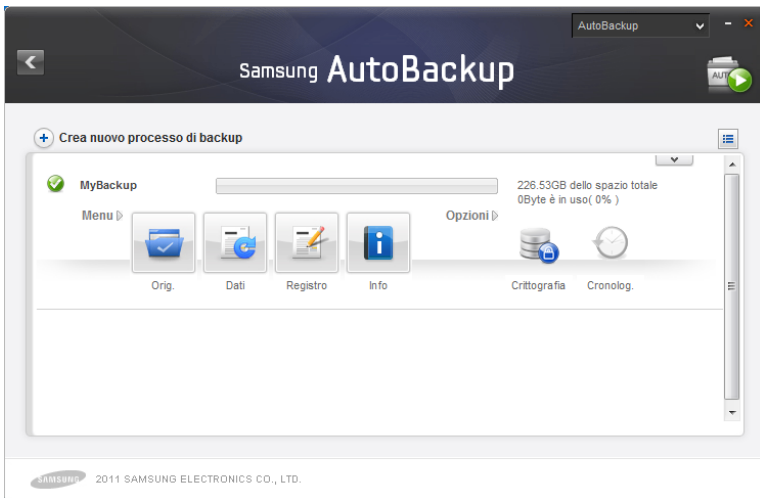 AutoBackup
Samsung AutoBackup
AUT
Crea nuovo processo di backup
MyBackup
226.53GB dello spazio totale
0Byte è in uso( 0% )
Menu
Opzioni
Orig.
Dati
Registro
Info
Crittografia
Cronolog.
SAMSUNG 2011 SAMSUNG ELECTRONICS CO., LTD.